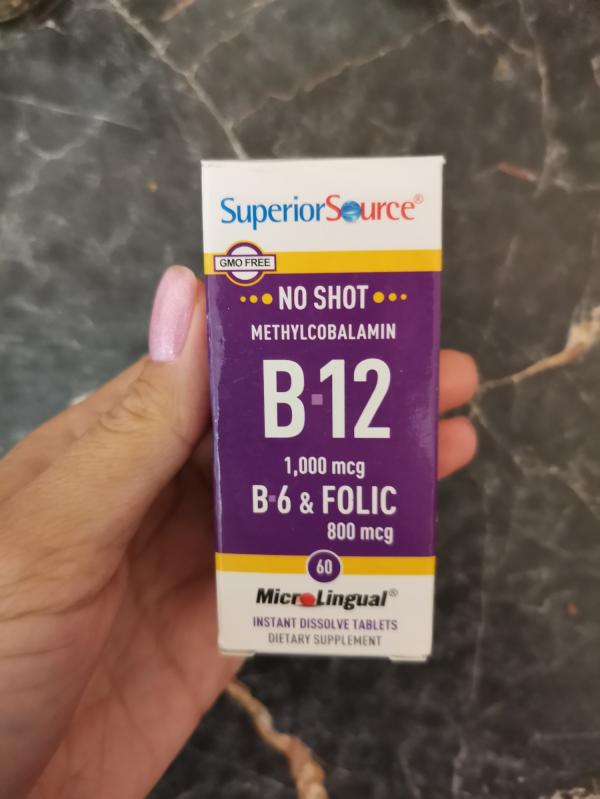 SuperiorSource®
GMO FREE
NO SHOT
METHYLCOBALAMIN
B-12
1,000 mcg
B-6 & FOLIC
800 mcg
60
MicroLingual®
INSTANT DISSOLVE TABLETS
DIETARY SUPPLEMENT